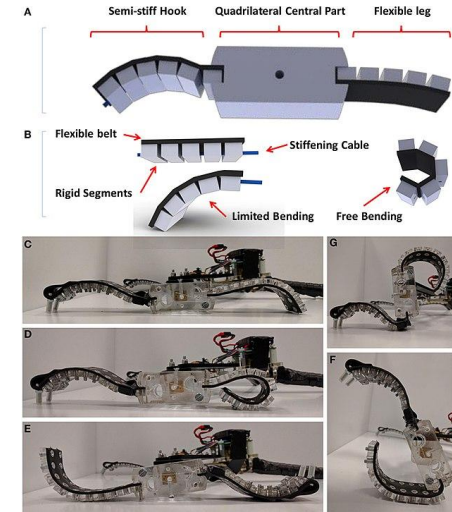 A
Semi-stiff Hook
Quadrilateral Central Part
Flexible leg
B
Flexible belt
Stiffening Cable
Rigid Segments
Limited Bending
Free Bending
C
G
D
F
E